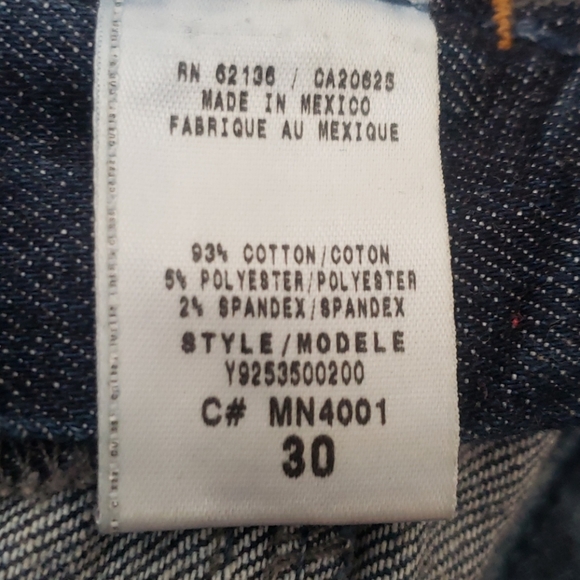 RN 62136 / CA20625
MADE IN MEXICO
FABRIQUE AU MEXIQUE
93% COTTON/COTON
5% POLYESTER/POLYESTER
2% SPANDEX/SPANDEX
STYLE/MODELE
Y9253500200
C# MN4001
30